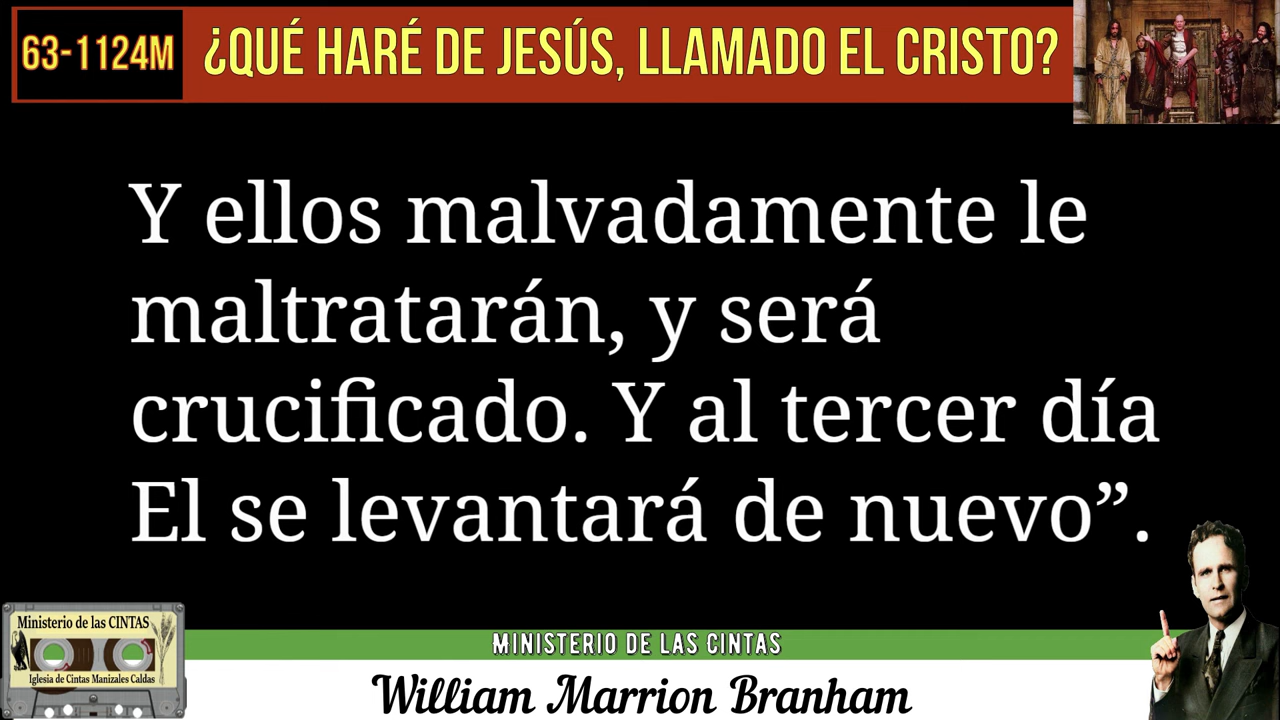 63-1124M
¿QUÉ HARÉ DE JESÚS, LLAMADO EL CRISTO?
Y ellos malvadamente le
maltratarán, y será
crucificado. Y al tercer día
El se levantará de nuevo”.
Ministerio de las CINTAS
Iglesia de Cintas Manizales Caldas
MINISTERIO DE LAS CINTAS
William Marrion Branham